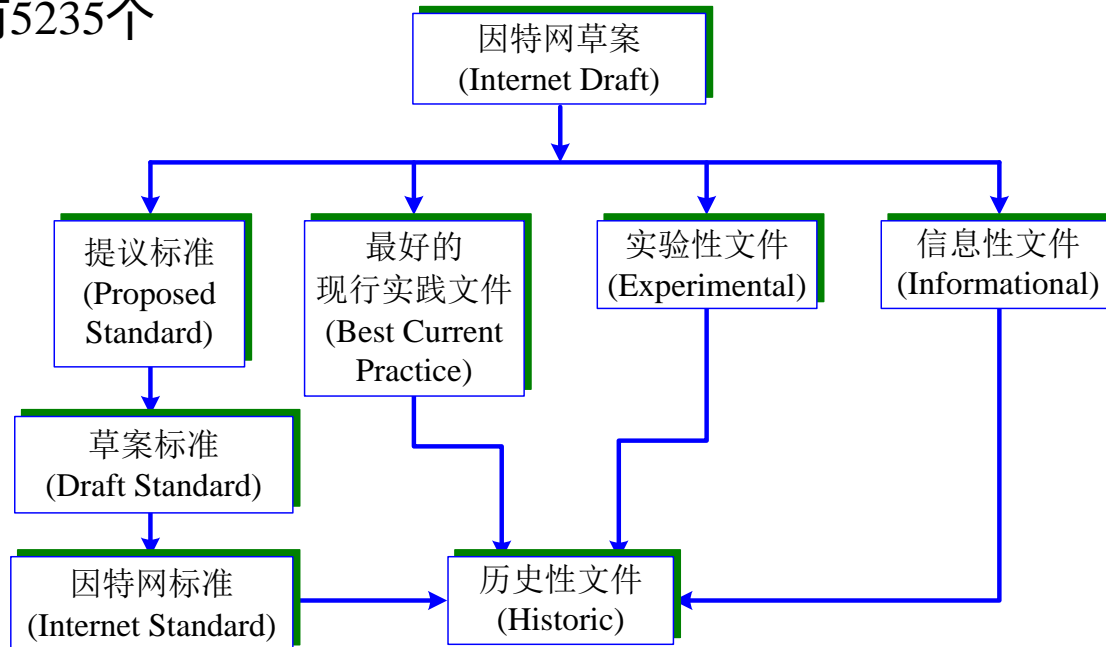 有5235个
因特网草案
(Internet Draft)
提议标准
(Proposed
Standard)
最好的
现行实践文件
(Best Current
Practice)
实验性文件
(Experimental)
信息性文件
(Informational)
草案标准
(Draft Standard)
因特网标准
(Internet Standard)
历史性文件
(Historic)